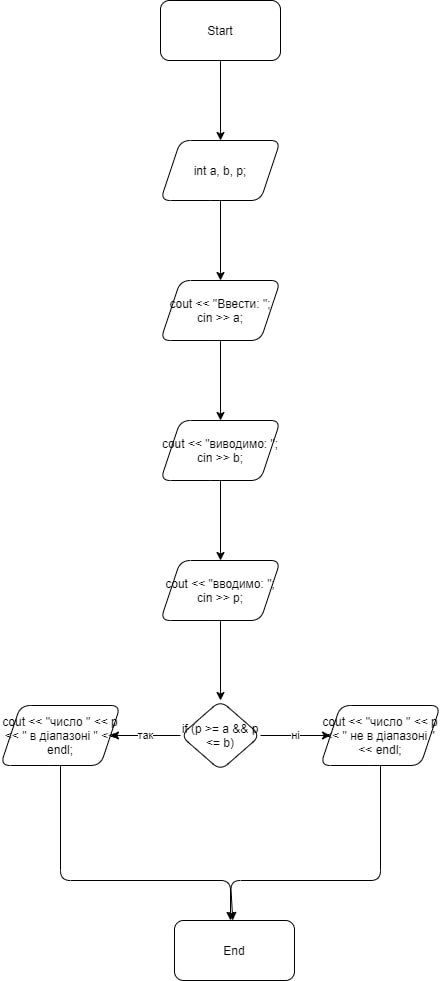 Start
int a, b, p;
cout << "Ввести: ";
cin >> a;
cout << "виводимо: ";
cin >> b;
cout << "вводимо: ";
cin >> p;
if (p >= a && p
<= b)
так
ні
cout << "число " << p
<< " в діапазоні " <<
endl;
cout << "число " << p
<< " не в діапазоні "
<< endl;
End